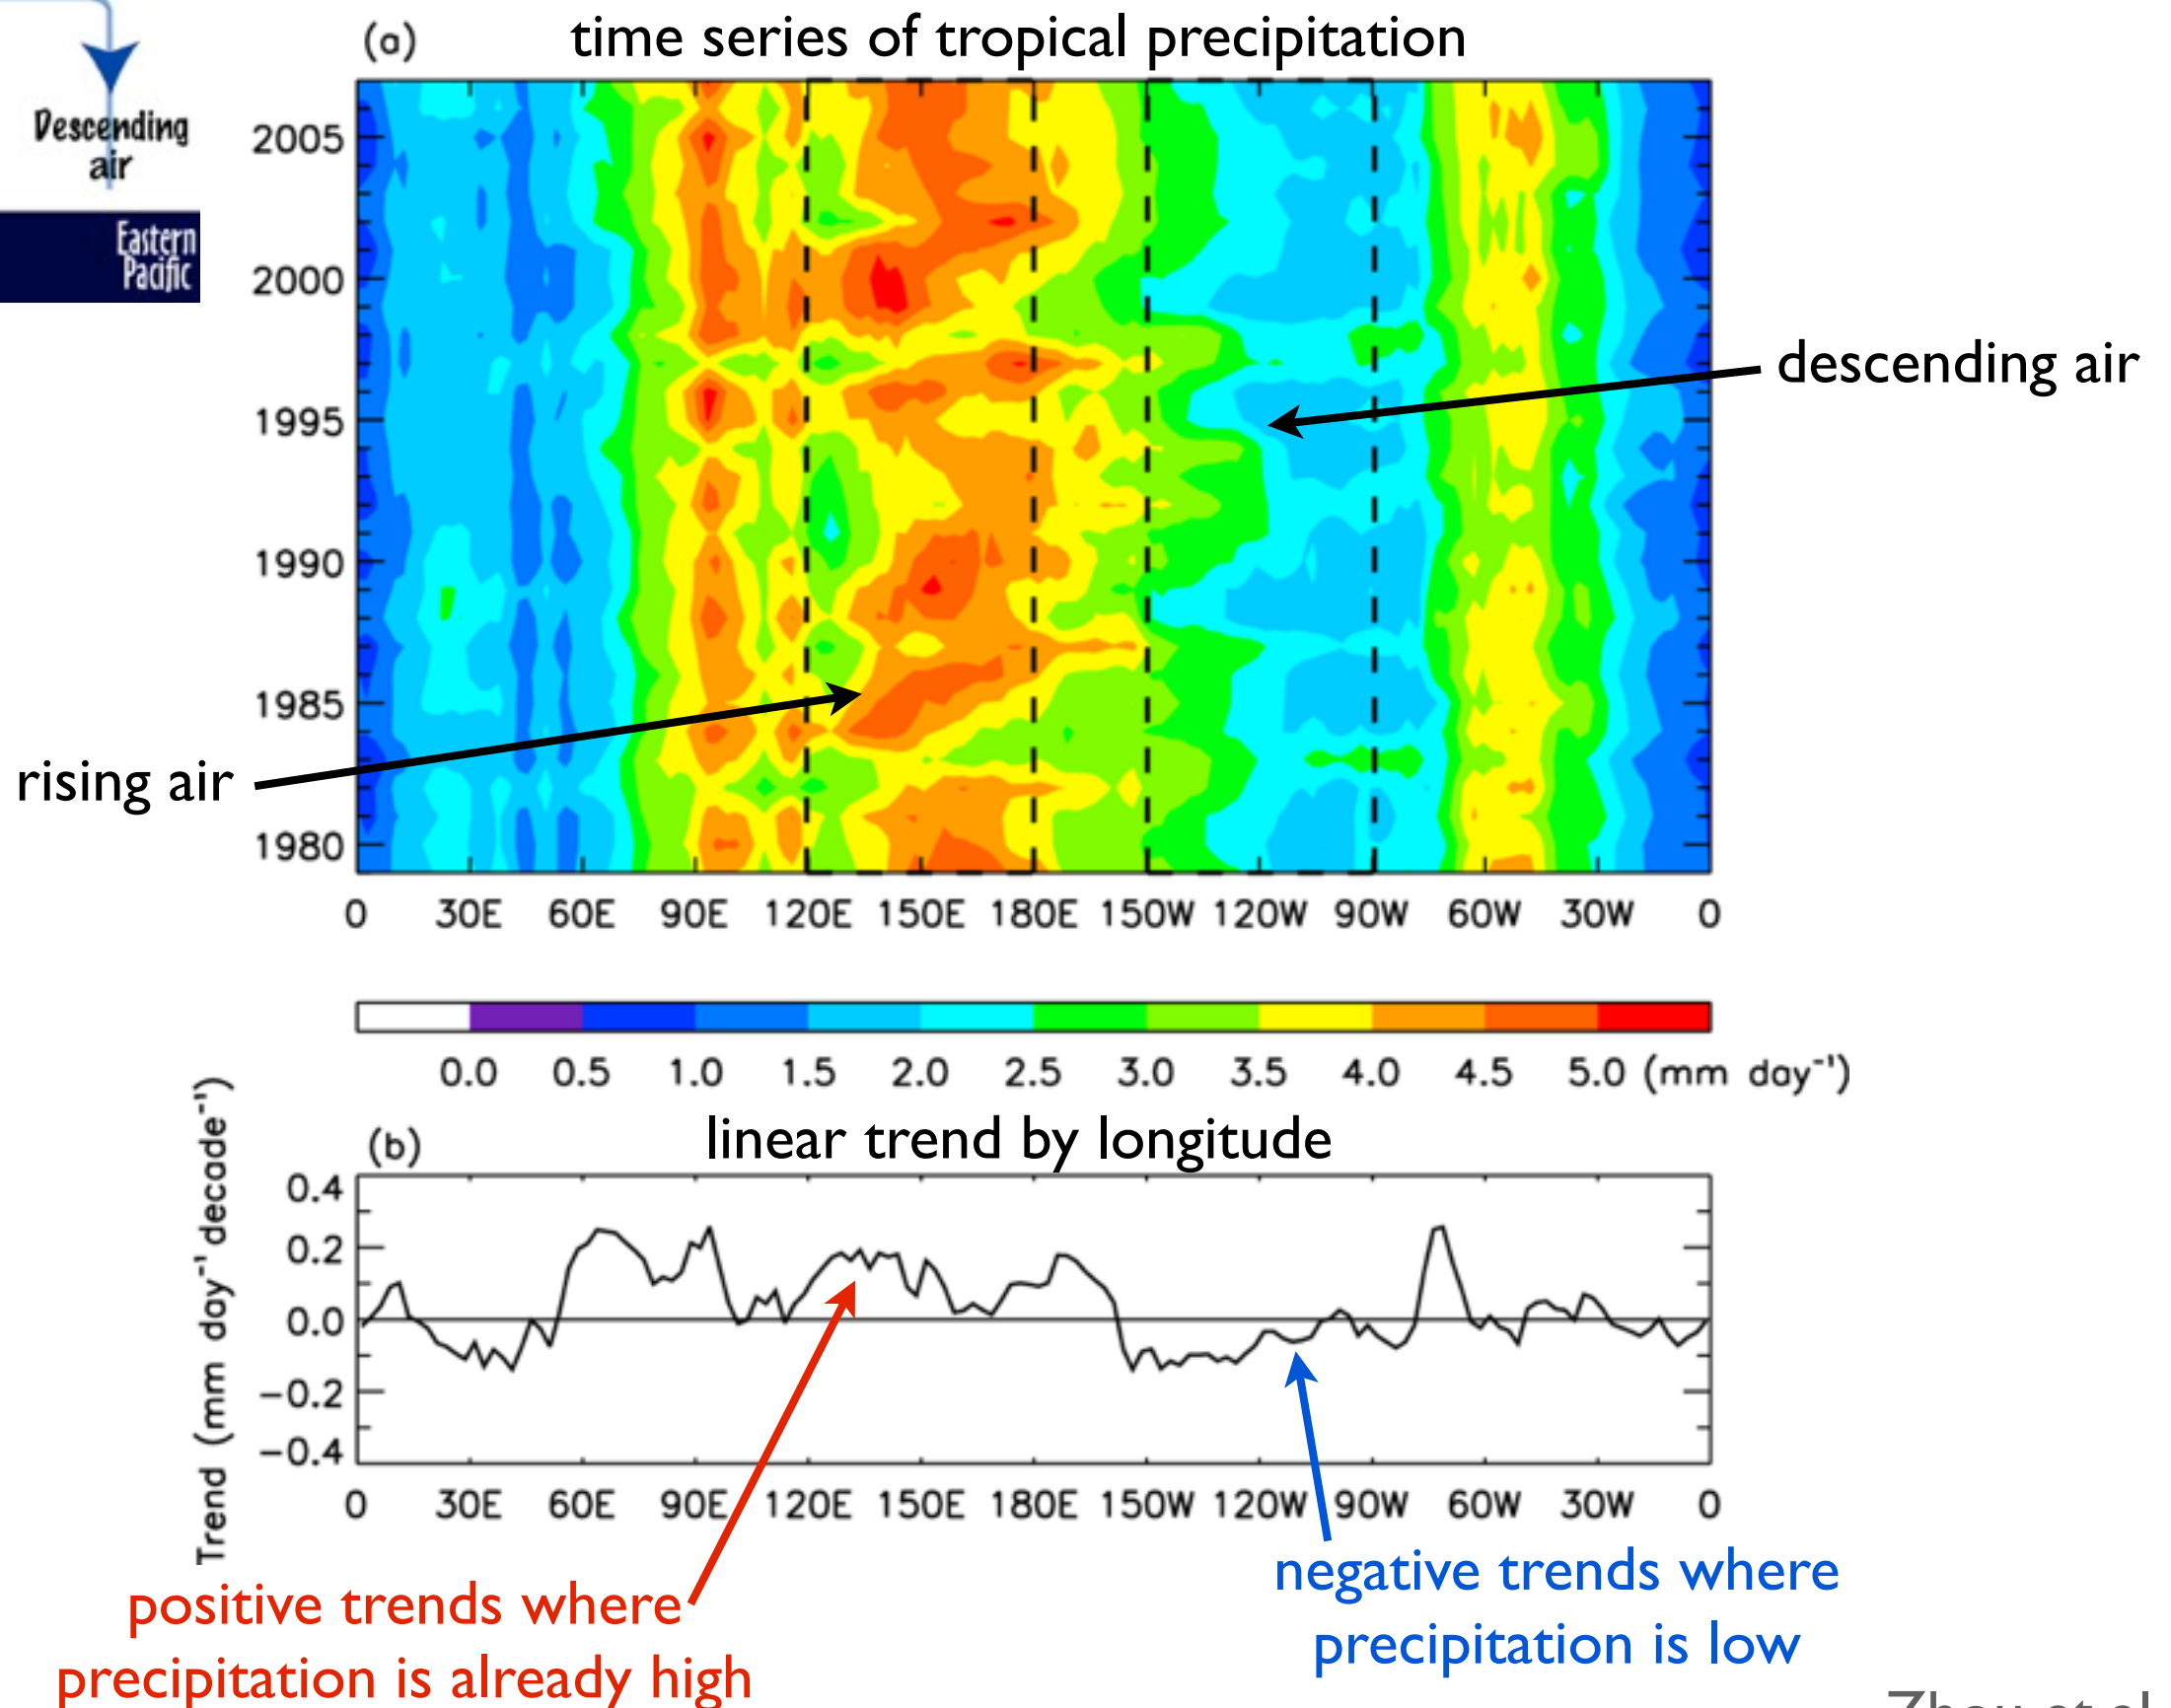 (a)
time series of tropical precipitation
Descending
air
Eastern
Pacific
2005
2000
1995
1990
1985
1980
descending air
rising air
0 30E 60E 90E 120E 150E 180E 150W 120W 90W 60W 30W 0
0.0 0.5 1.0 1.5 2.0 2.5 3.0 3.5 4.0 4.5 5.0 (mm day⁻¹)
(b)
linear trend by longitude
Trend (mm day⁻¹ decade⁻¹)
0.4
0.2
0.0
−0.2
−0.4
0 30E 60E 90E 120E 150E 180E 150W 120W 90W 60W 30W 0
positive trends where
precipitation is already high
negative trends where
precipitation is low